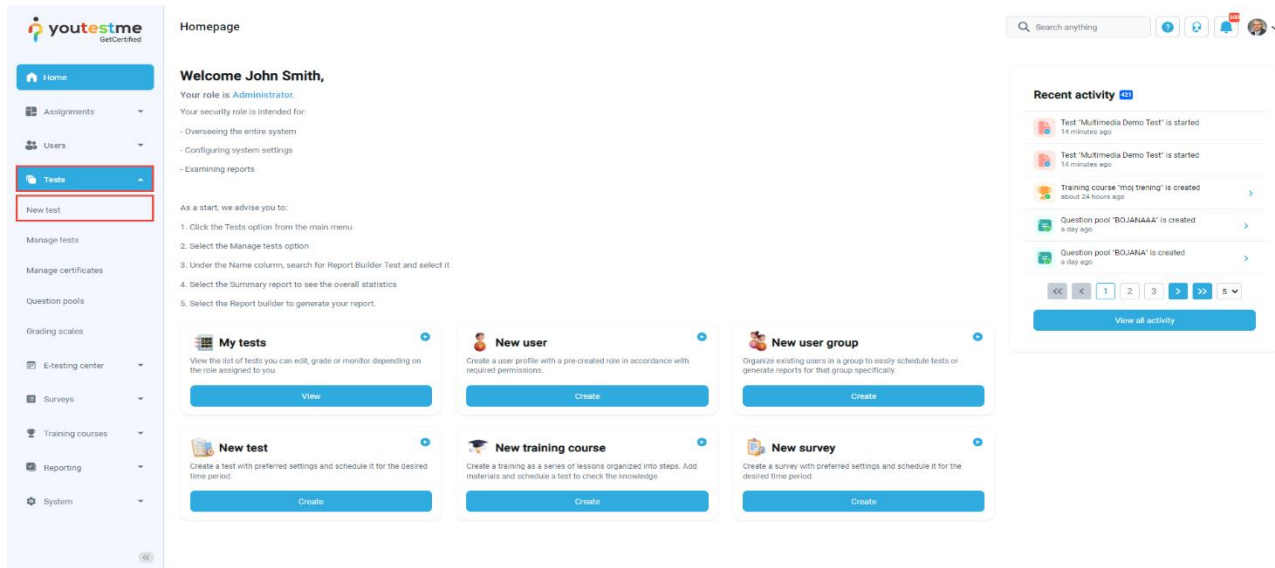 youtestme
GetCertified
Homepage
Search anything
500
Home
Assignments
Users
Tests
New test
Manage tests
Manage certificates
Question pools
Grading scales
E-testing center
Surveys
Training courses
Reporting
System
Welcome John Smith,
Your role is Administrator.
Your security role is intended for:
- Overseeing the entire system
- Configuring system settings
- Examining reports
As a start, we advise you to:
1. Click the Tests option from the main menu
2. Select the Manage tests option
3. Under the Name column, search for Report Builder Test and select it
4. Select the Summary report to see the overall statistics
5. Select the Report builder to generate your report.
My tests
View the list of tests you can edit, grade or monitor depending on
the role assigned to you.
View
New user
Create a user profile with a pre-created role in accordance with
required permissions.
Create
New user group
Organize existing users in a group to easily schedule tests or
generate reports for that group specifically.
Create
New test
Create a test with preferred settings and schedule it for the desired
time period.
Create
New training course
Create a training as a series of lessons organized into steps. Add
materials and schedule a test to check the knowledge.
Create
New survey
Create a survey with preferred settings and schedule it for the
desired time period.
Create
Recent activity 421
Test "Multimedia Demo Test" is started
14 minutes ago
Test "Multimedia Demo Test" is started
14 minutes ago
Training course "moj trening" is created
about 24 hours ago
Question pool "BOJANAAA" is created
a day ago
Question pool "BOJANA" is created
a day ago
<< < 1 2 3 > >> 5
View all activity